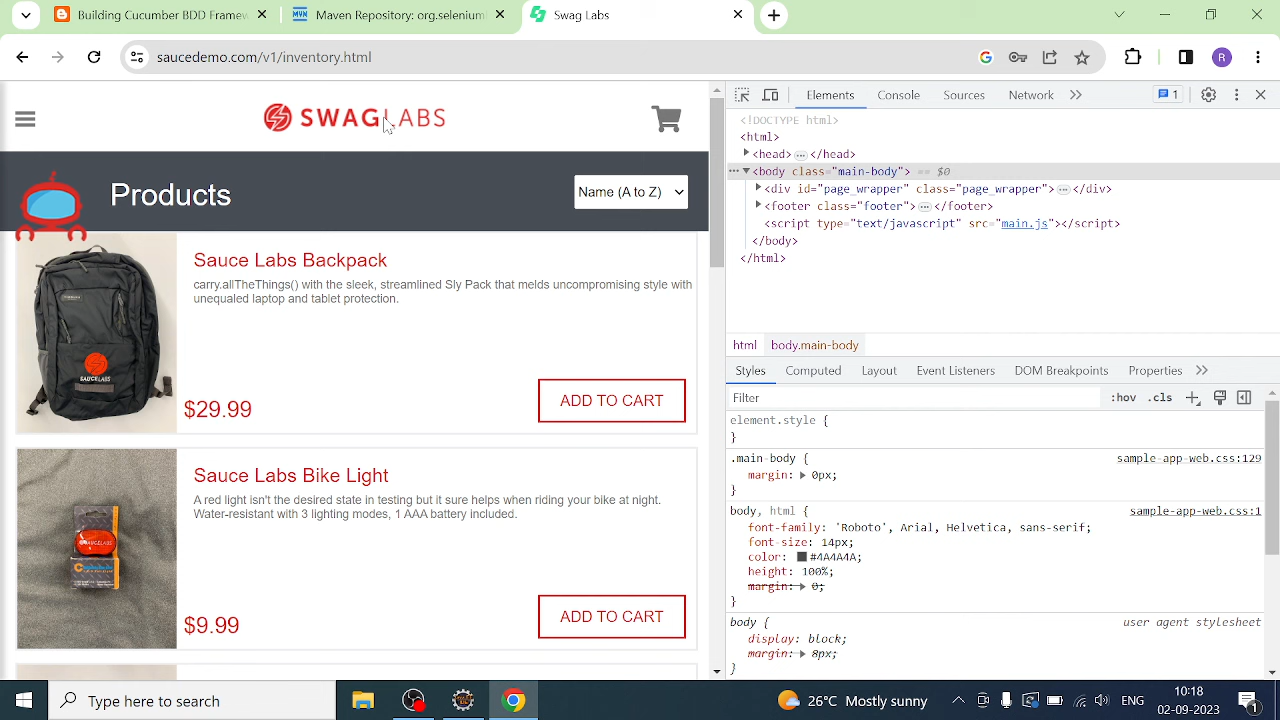 Cucumber BDD Framework
MVN
mvnrepository.com/selenium
Swag Labs
saucedemo.com/v1/inventory.html
R
SWAGLABS
Products
Name (A to Z)
Sauce Labs Backpack
carry.allTheThings() with the sleek, streamlined Sly Pack that melds uncompromising style with
unequaled laptop and tablet protection.
SAUCELABS
$29.99
ADD TO CART
Sauce Labs Bike Light
A red light isn't the desired state in testing but it sure helps when riding your bike at night.
Water-resistant with 3 lighting modes, 1 AAA battery included.
SAUCELABS
$9.99
ADD TO CART
Elements
Console
Sources
Network
1
<!DOCTYPE html>
<html>
<head> … </head>
<body class="main-body"> == $0
<div id="page_wrapper" class="page_wrapper"> … </div>
<footer class="footer"> … </footer>
<script type="text/javascript" src="main.js"></script>
</body>
</html>
html body.main-body
Styles
Computed
Layout
Event Listeners
DOM Breakpoints
Properties
Filter
:hov .cls
element.style {
}
.main-body { sample-app-web.css:129
margin: 0px;
}
body, html { sample-app-web.css:1
font-family: 'Roboto', Arial, Helvetica, sans-serif;
font-size: 14px;
color: #4A4A4A;
height: 100%;
margin: 0;
}
body { user agent stylesheet
display: block;
margin: 8px;
}
Type here to search
26°C Mostly sunny
10:18
02-09-2023
1